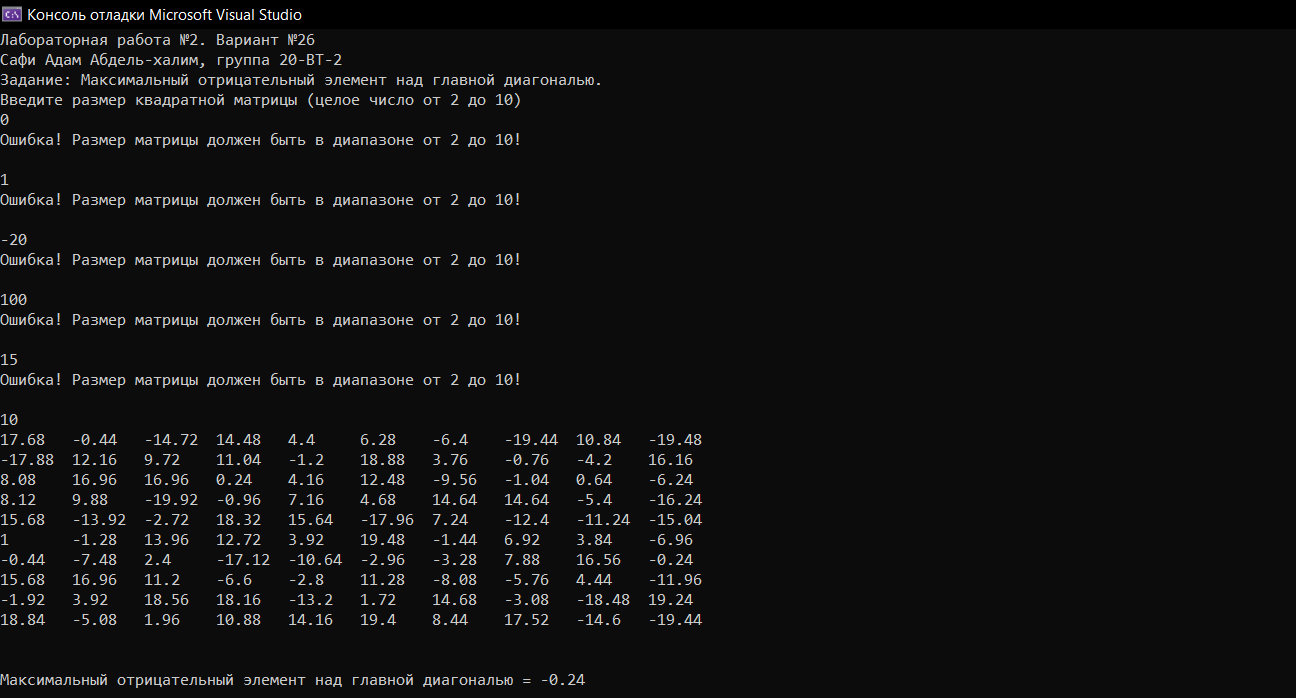 Консоль отладки Microsoft Visual Studio
Лабораторная работа №2. Вариант №26
Сафи Адам Абдель-халим, группа 20-ВТ-2
Задание: Максимальный отрицательный элемент над главной диагональю.
Введите размер квадратной матрицы (целое число от 2 до 10)
0
Ошибка! Размер матрицы должен быть в диапазоне от 2 до 10!
1
Ошибка! Размер матрицы должен быть в диапазоне от 2 до 10!
-20
Ошибка! Размер матрицы должен быть в диапазоне от 2 до 10!
100
Ошибка! Размер матрицы должен быть в диапазоне от 2 до 10!
15
Ошибка! Размер матрицы должен быть в диапазоне от 2 до 10!
10
17.68 -0.44 -14.72 14.48 4.4 6.28 -6.4 -19.44 10.84 -19.48
-17.88 12.16 9.72 11.04 -1.2 18.88 3.76 -0.76 -4.2 16.16
8.08 16.96 16.96 0.24 4.16 12.48 -9.56 -1.04 0.64 -6.24
8.12 9.88 -19.92 -0.96 7.16 4.68 14.64 14.64 -5.4 -16.24
15.68 -13.92 -2.72 18.32 15.64 -17.96 7.24 -12.4 -11.24 -15.04
1 -1.28 13.96 12.72 3.92 19.48 -1.44 6.92 3.84 -6.96
-0.44 -7.48 2.4 -17.12 -10.64 -2.96 -3.28 7.88 16.56 -0.24
15.68 16.96 11.2 -6.6 -2.8 11.28 -8.08 -5.76 4.44 -11.96
-1.92 3.92 18.56 18.16 -13.2 1.72 14.68 -3.08 -18.48 19.24
18.84 -5.08 1.96 10.88 14.16 19.4 8.44 17.52 -14.6 -19.44
Максимальный отрицательный элемент над главной диагональю = -0.24